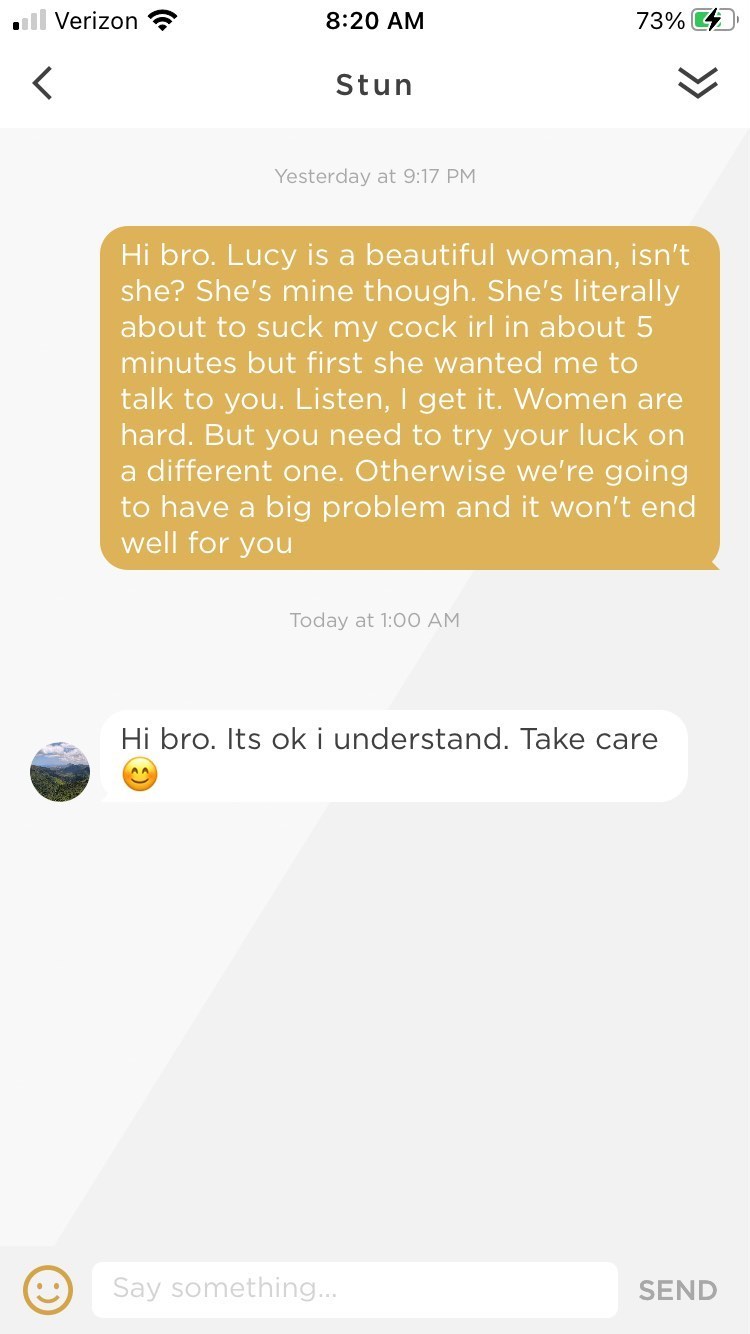 Verizon 8:20 AM 73%
Stun
Yesterday at 9:17 PM
Hi bro. Lucy is a beautiful woman, isn't
she? She's mine though. She's literally
about to suck my cock irl in about 5
minutes but first she wanted me to
talk to you. Listen, I get it. Women are
hard. But you need to try your luck on
a different one. Otherwise we're going
to have a big problem and it won't end
well for you
Today at 1:00 AM
Hi bro. Its ok i understand. Take care
😊
Say something... SEND